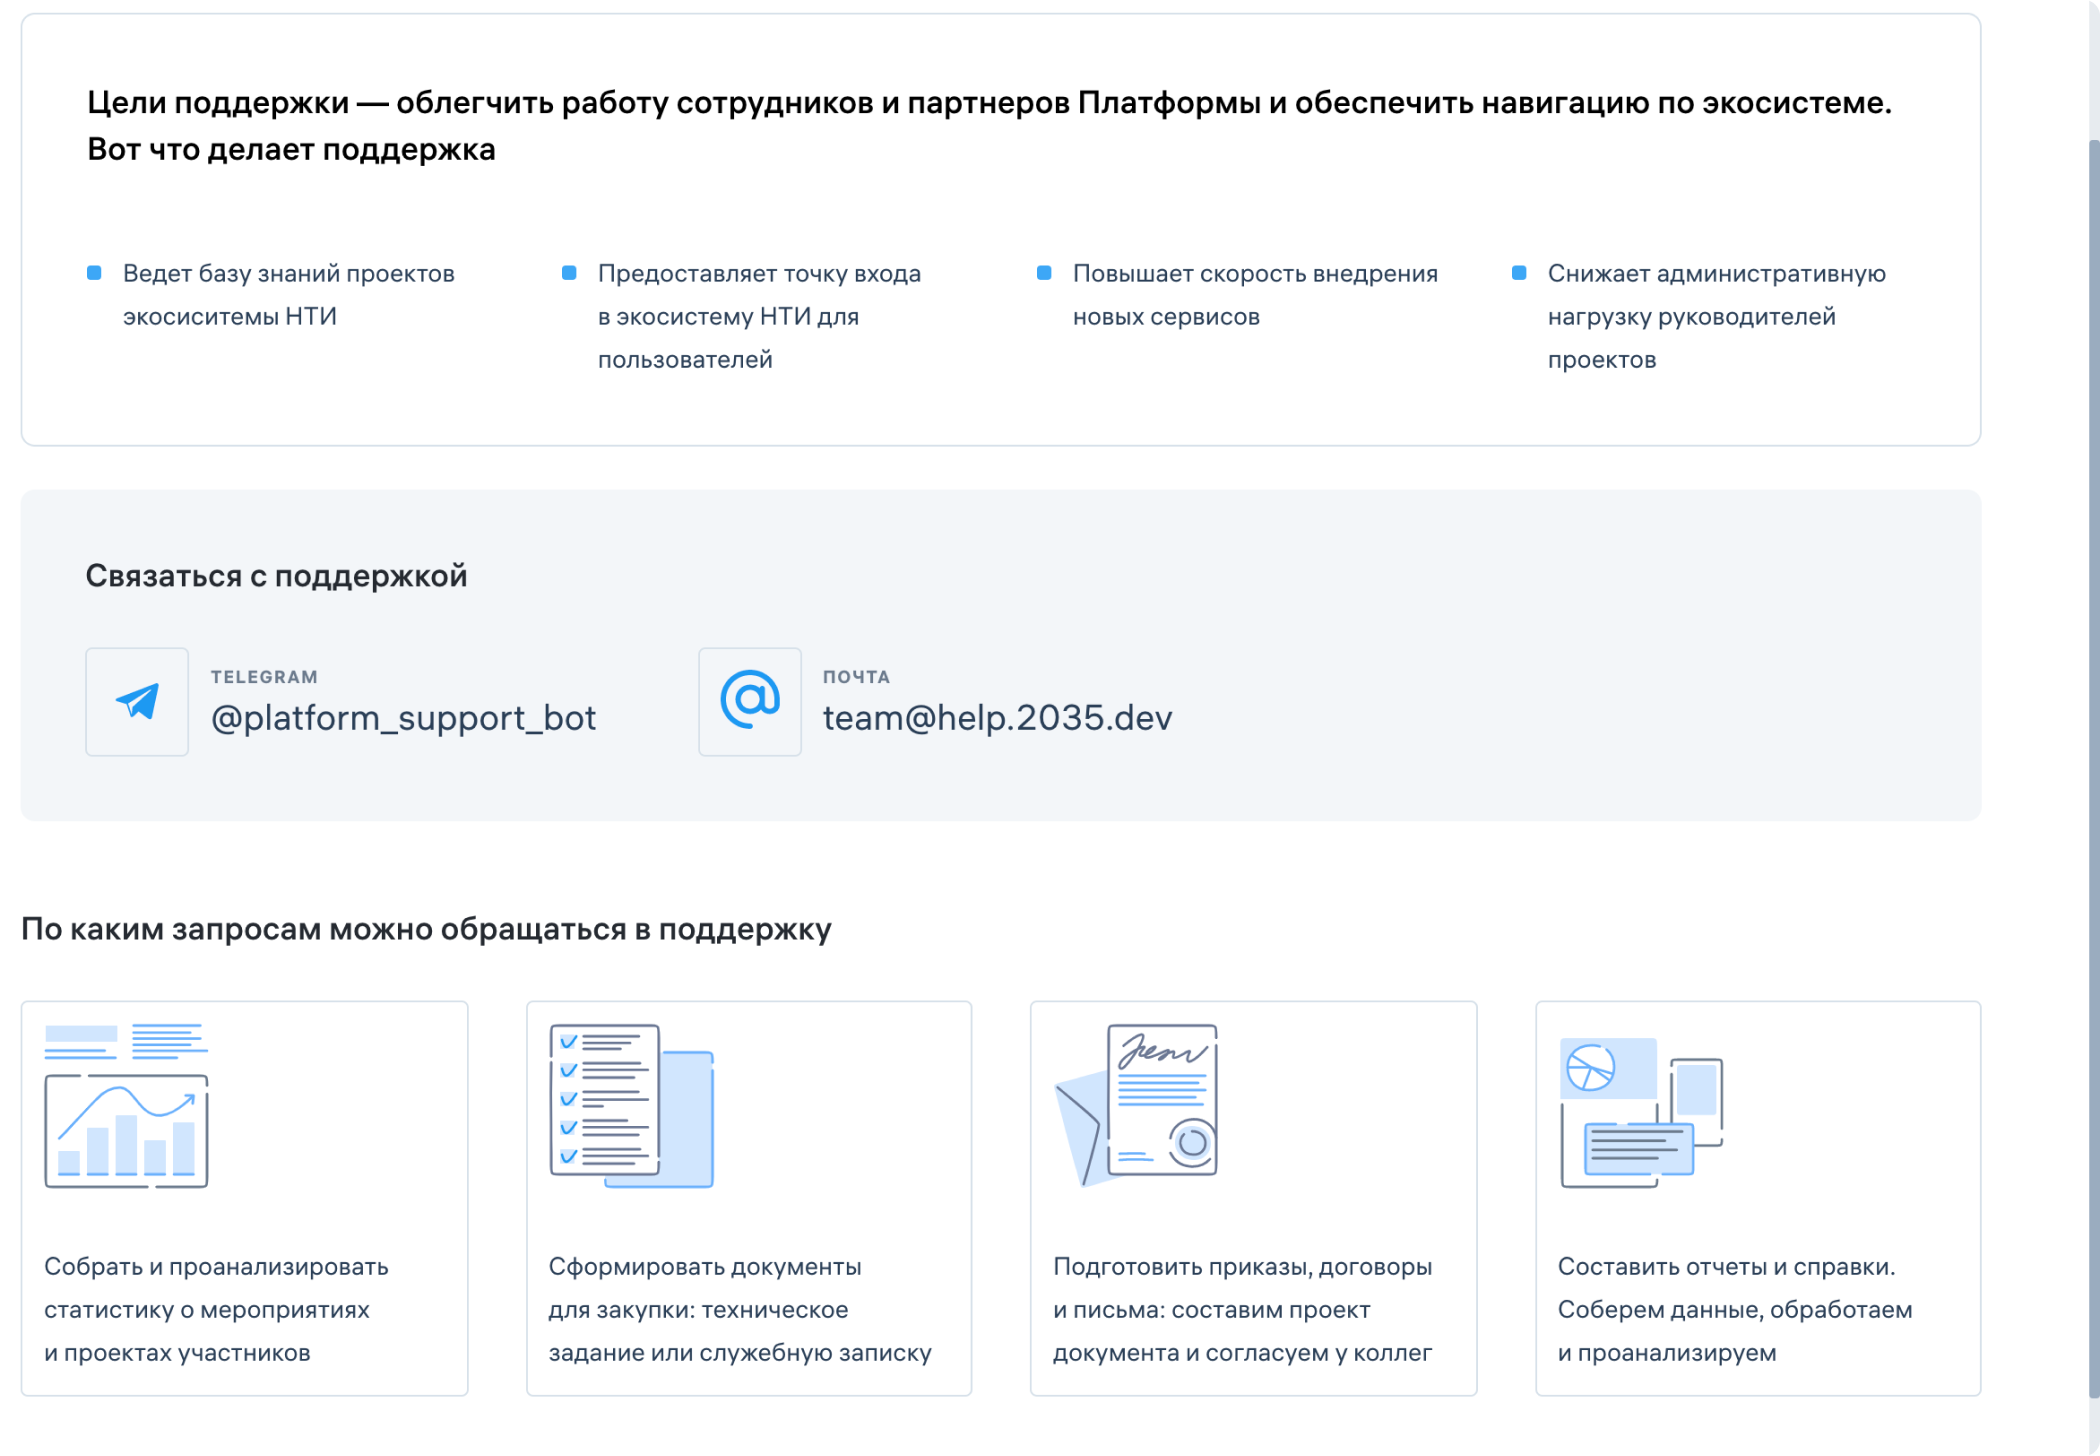 Цели поддержки — облегчить работу сотрудников и партнеров Платформы и обеспечить навигацию по экосистеме.
Вот что делает поддержка
Ведет базу знаний проектов
экосиситемы НТИ
Предоставляет точку входа
в экосистему НТИ для
пользователей
Повышает скорость внедрения
новых сервисов
Снижает административную
нагрузку руководителей
проектов
Связаться с поддержкой
TELEGRAM
@platform_support_bot
ПОЧТА
team@help.2035.dev
По каким запросам можно обращаться в поддержку
Собрать и проанализировать
статистику о мероприятиях
и проектах участников
Сформировать документы
для закупки: техническое
задание или служебную записку
Подготовить приказы, договоры
и письма: составим проект
документа и согласуем у коллег
Составить отчеты и справки.
Соберем данные, обработаем
и проанализируем